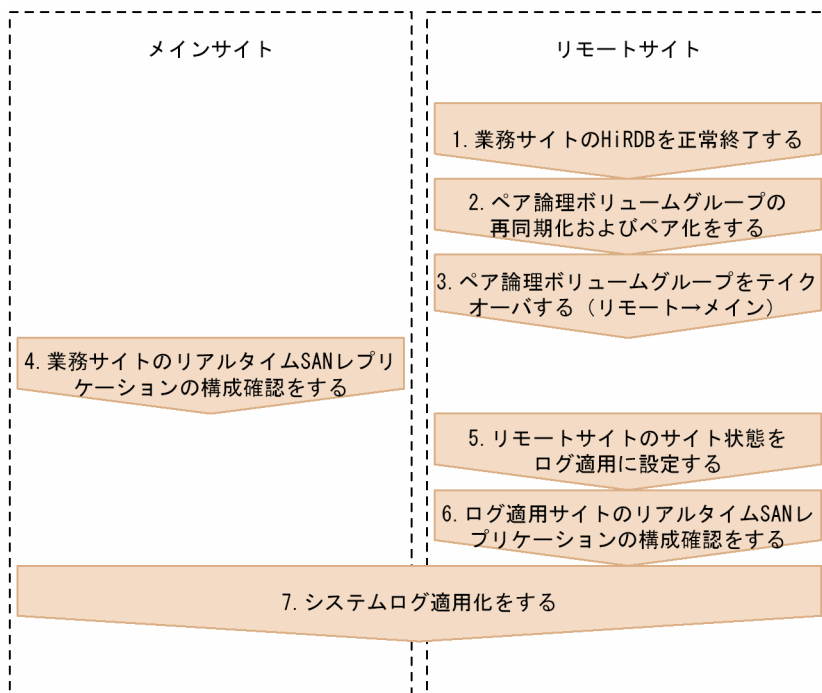 メインサイト
リモートサイト
1.業務サイトのHiRDBを正常終了する
2.ペア論理ボリュームグループの
再同期化およびペア化をする
3.ペア論理ボリュームグループをテイク
オーバする（リモート→メイン）
4.業務サイトのリアルタイムSANレプリ
ケーションの構成確認をする
5.リモートサイトのサイト状態を
ログ適用に設定する
6.ログ適用サイトのリアルタイムSANレ
プリケーションの構成確認をする
7.システムログ適用化をする